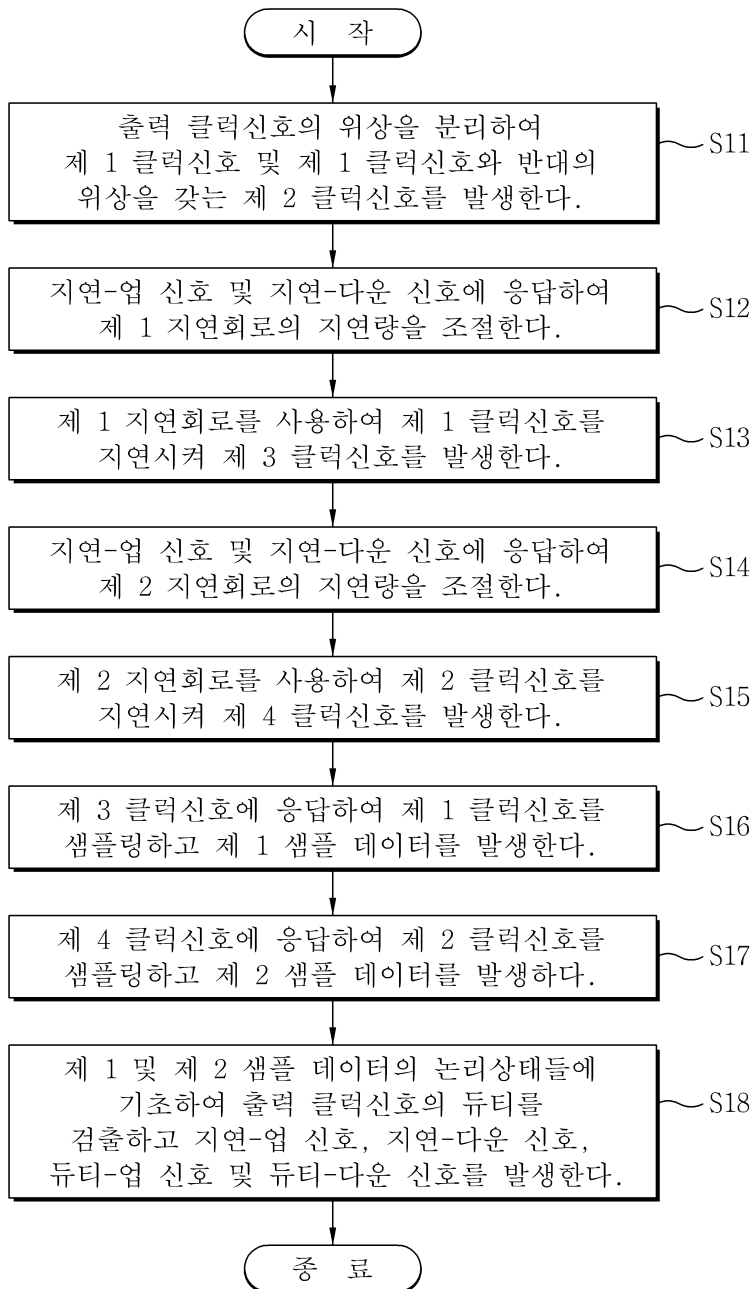 시 작
출력 클럭신호의 위상을 분리하여
제 1 클럭신호 및 제 1 클럭신호와 반대의
위상을 갖는 제 2 클럭신호를 발생한다.
S11
지연-업 신호 및 지연-다운 신호에 응답하여
제 1 지연회로의 지연량을 조절한다.
S12
제 1 지연회로를 사용하여 제 1 클럭신호를
지연시켜 제 3 클럭신호를 발생한다.
S13
지연-업 신호 및 지연-다운 신호에 응답하여
제 2 지연회로의 지연량을 조절한다.
S14
제 2 지연회로를 사용하여 제 2 클럭신호를
지연시켜 제 4 클럭신호를 발생한다.
S15
제 3 클럭신호에 응답하여 제 1 클럭신호를
샘플링하고 제 1 샘플 데이터를 발생한다.
S16
제 4 클럭신호에 응답하여 제 2 클럭신호를
샘플링하고 제 2 샘플 데이터를 발생하다.
S17
제 1 및 제 2 샘플 데이터의 논리상태들에
기초하여 출력 클럭신호의 듀티를
검출하고 지연-업 신호, 지연-다운 신호,
듀티-업 신호 및 듀티-다운 신호를 발생한다.
S18
종 료